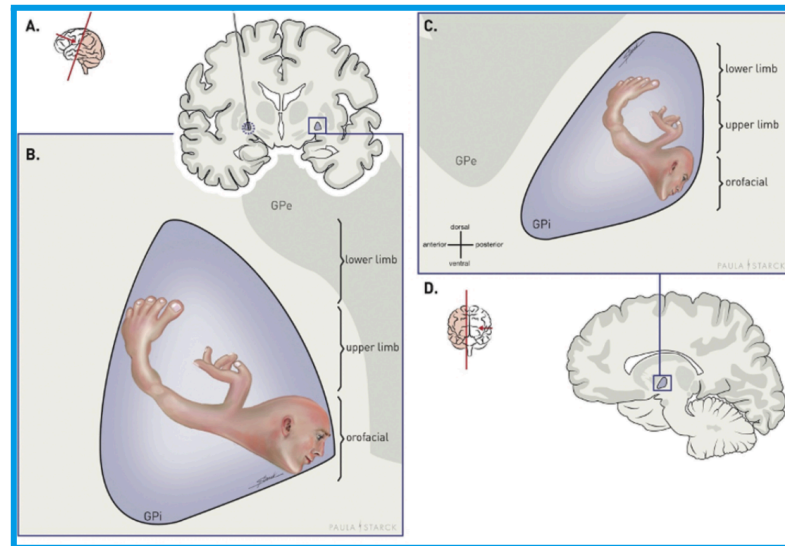 A.
B.
GPe
lower limb
upper limb
orofacial
GPi
PAULA STARCK
C.
GPe
lower limb
upper limb
orofacial
GPi
dorsal
anterior posterior
ventral
PAULA STARCK
D.